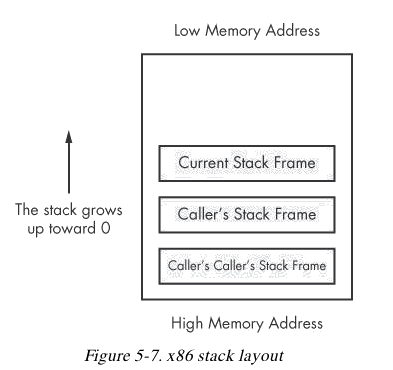 Low Memory Address
Current Stack Frame
The stack grows
up toward 0
Caller's Stack Frame
Caller's Caller's Stack Frame
High Memory Address
Figure 5-7. x86 stack layout